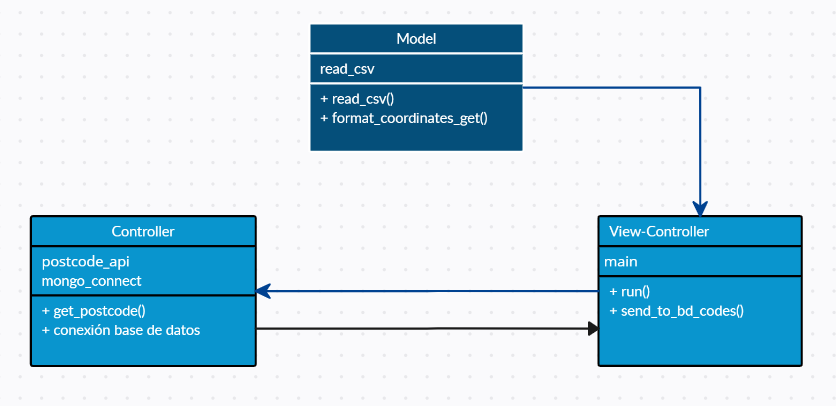 Model
read_csv
+ read_csv()
+ format_coordinates_get()
Controller
postcode_api
mongo_connect
+ get_postcode()
+ conexión base de datos
View-Controller
main
+ run()
+ send_to_bd_codes()